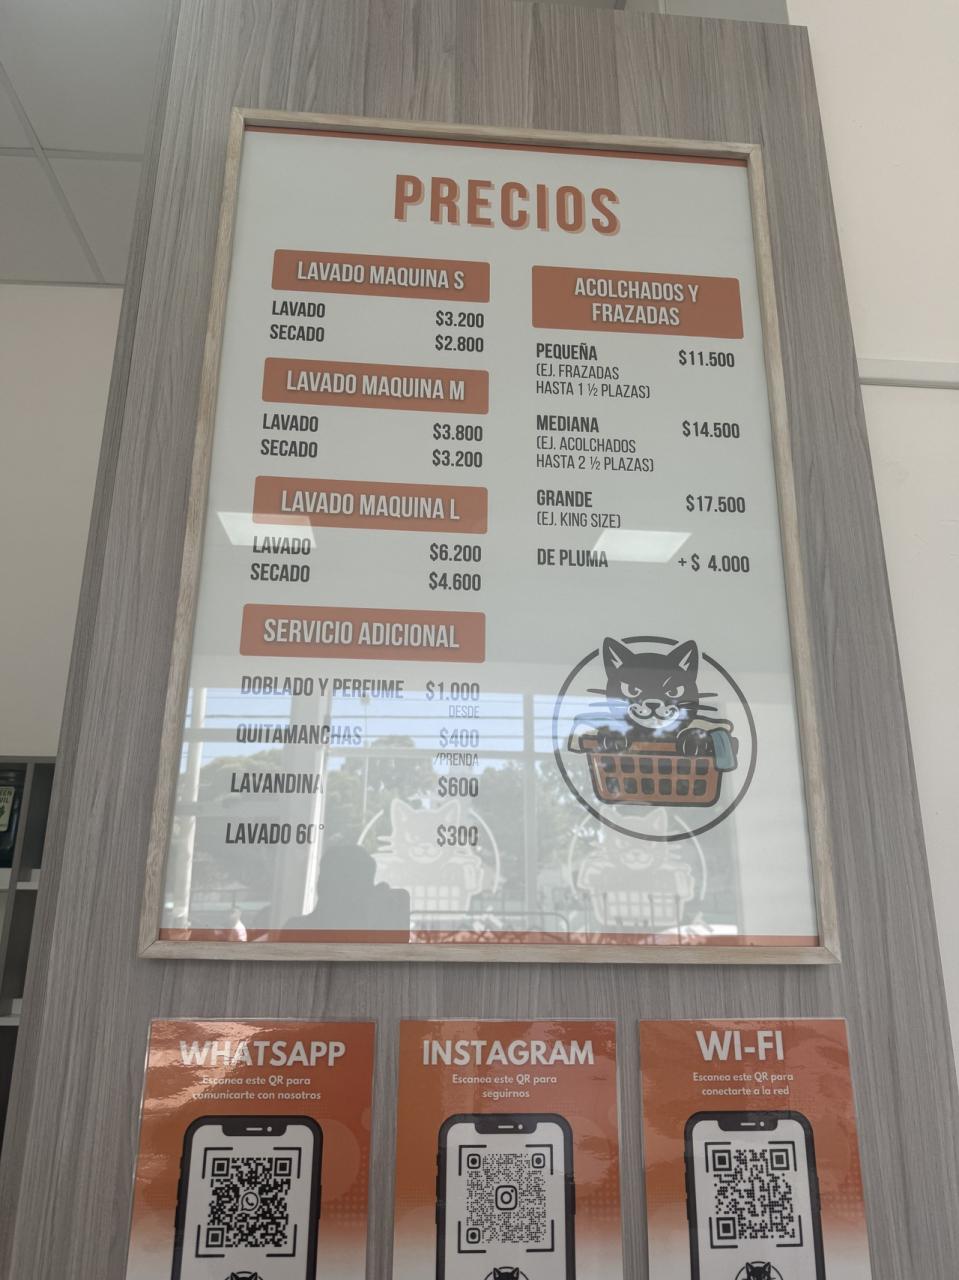 PRECIOS
LAVADO MAQUINA S
LAVADO $3.200
SECADO $2.800
LAVADO MAQUINA M
LAVADO $3.800
SECADO $3.200
LAVADO MAQUINA L
LAVADO $6.200
SECADO $4.600
SERVICIO ADICIONAL
DOBLADO Y PERFUME $1.000
DESDE
QUITAMANCHAS $400
/PRENDA
LAVANDINA $600
LAVADO 60° $300
ACOLCHADOS Y
FRAZADAS
PEQUEÑA $11.500
(EJ. FRAZADAS
HASTA 1 ½ PLAZAS)
MEDIANA $14.500
(EJ. ACOLCHADOS
HASTA 2 ½ PLAZAS)
GRANDE $17.500
(EJ. KING SIZE)
DE PLUMA +$ 4.000
WHATSAPP
Escanea este QR para
comunicarte con nosotros
INSTAGRAM
Escanea este QR para
seguirnos
WI-FI
Escanea este QR para
conectarte a la red